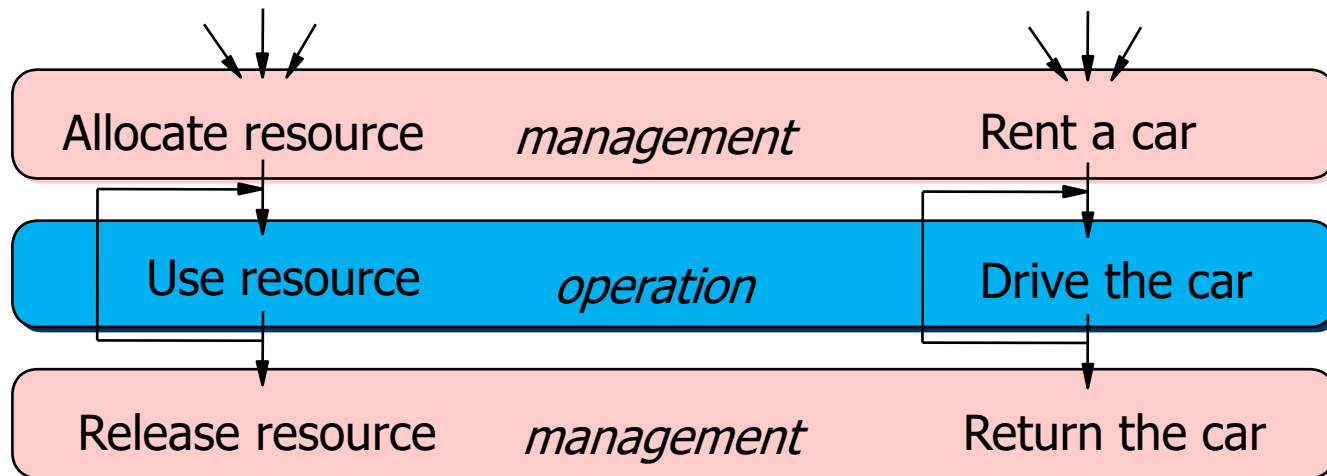 Allocate resource management Rent a car
Use resource operation Drive the car
Release resource management Return the car